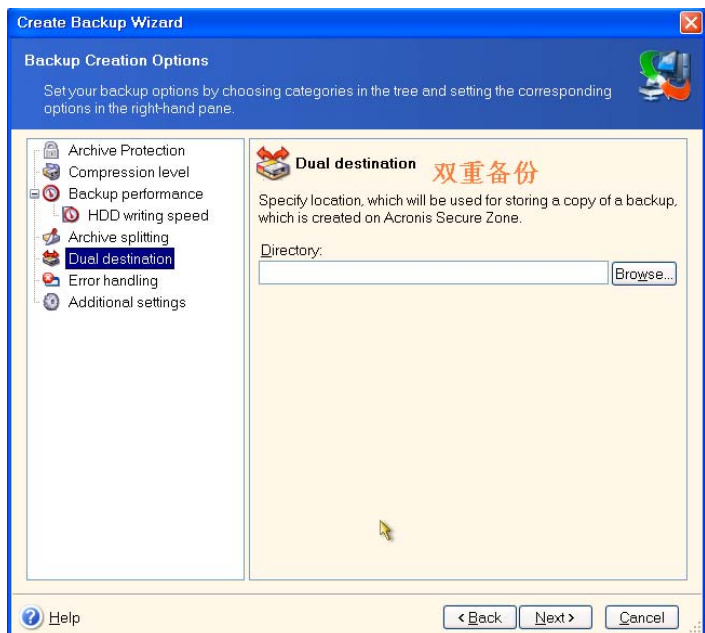 Create Backup Wizard
Backup Creation Options
Set your backup options by choosing categories in the tree and setting the corresponding
options in the right-hand pane.
Archive Protection
Compression level
Backup performance
HDD writing speed
Archive splitting
Dual destination
Error handling
Additional settings
Dual destination 双重备份
Specify location, which will be used for storing a copy of a backup,
which is created on Acronis Secure Zone.
Directory:
Browse...
Help
< Back
Next >
Cancel